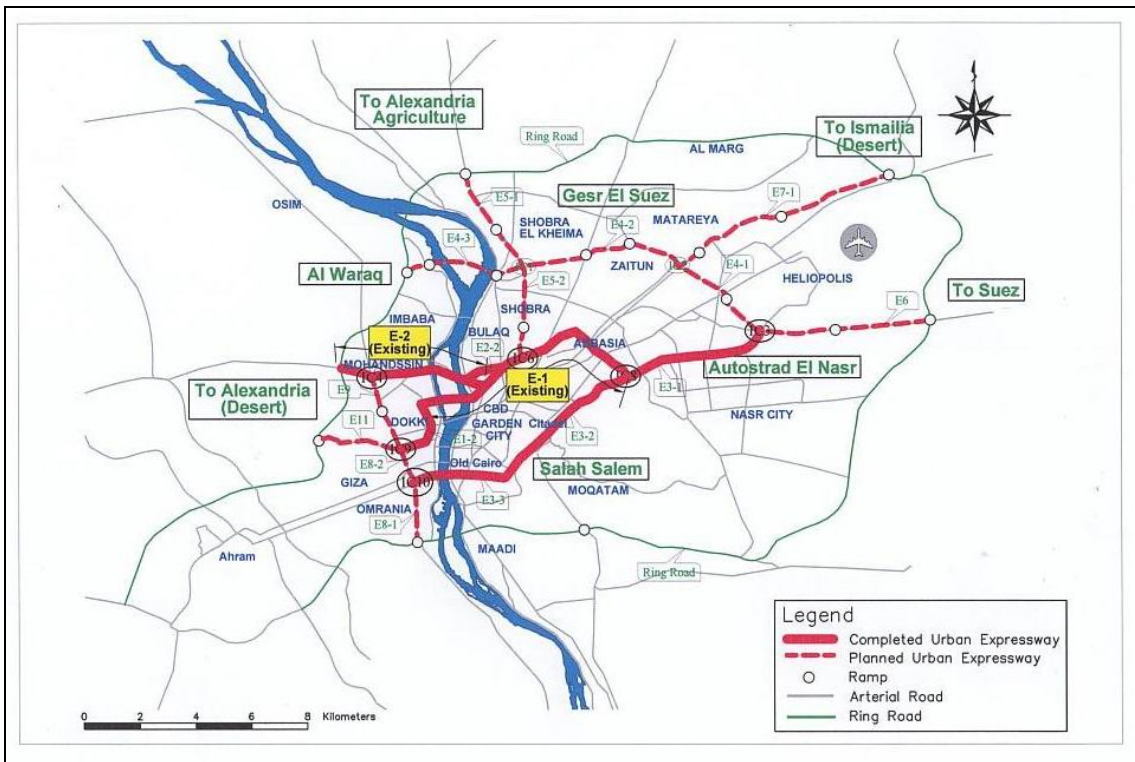 To Alexandria
Agriculture
Ring Road
AL MARG
To Ismailia
(Desert)
OSIM
E5-1
Gesr El Suez
E7-1
SHOBRA
EL KHEIMA
E4-2
MATAREYA
E4-3
Al Waraq
ZAITUN
E4-1
HELIOPOLIS
E5-2
To Suez
SHOBRA
E6
IMBABA
BULAQ
IC3
E-2
(Existing)
E2-2
ABBASIA
MOHANDSSIN
IC6
Autostrad El Nasr
E-1
(Existing)
E3-1
To Alexandria
(Desert)
E9
CBD
NASR CITY
E11
DOKKI
GARDEN
CITY
Citadel
E1-2
E3-2
IC9
E8-2
Old Cairo
Salah Salem
GIZA
IC10
E3-3
MOQATAM
OMRANIA
E8-1
MAADI
Ahram
Ring Road
Legend
Completed Urban Expressway
Planned Urban Expressway
Ramp
Arterial Road
Ring Road
0 2 4 6 8 Kilometers